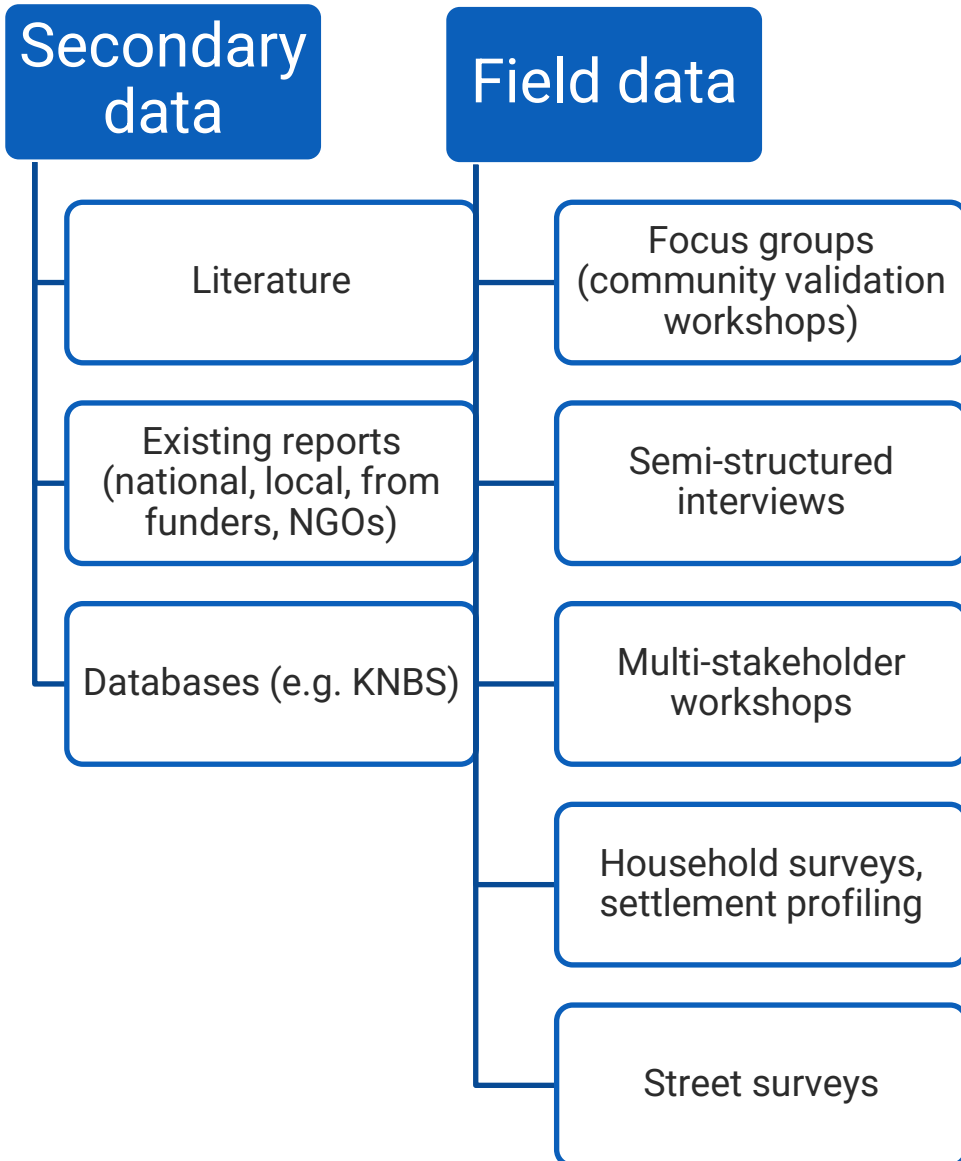 Secondary
data
Literature
Existing reports
(national, local, from
funders, NGOs)
Databases (e.g. KNBS)
Field data
Focus groups
(community validation
workshops)
Semi-structured
interviews
Multi-stakeholder
workshops
Household surveys,
settlement profiling
Street surveys